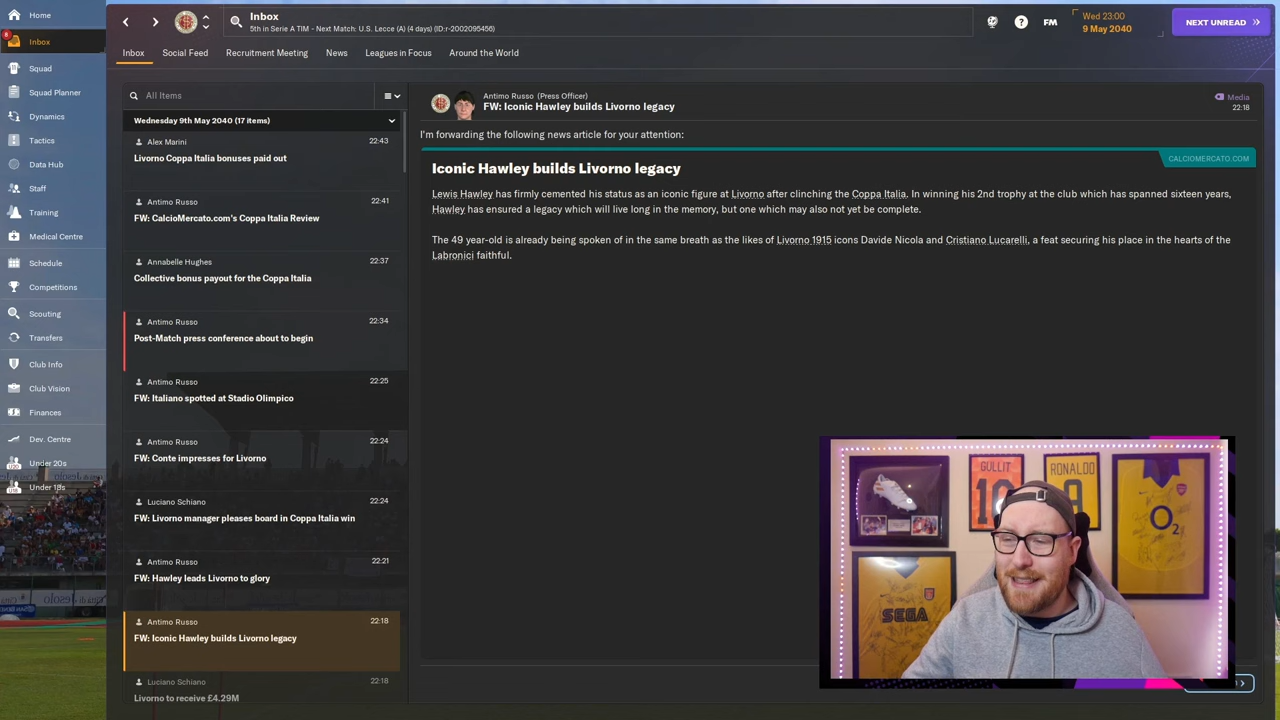 Home
8
Inbox
Squad
Squad Planner
Dynamics
Tactics
Data Hub
Staff
Training
Medical Centre
Schedule
Competitions
Scouting
Transfers
Club Info
Club Vision
Finances
Dev. Centre
Under 20s
Under 18s
Inbox
5th in Serie A TIM - Next Match: U.S. Lecce (A) (4 days) (ID:r-2002095456)
?
FM
Wed 23:00
9 May 2040
NEXT UNREAD
Inbox
Social Feed
Recruitment Meeting
News
Leagues in Focus
Around the World
All Items
Wednesday 9th May 2040 (17 items)
Alex Marini
22:43
Livorno Coppa Italia bonuses paid out
Antimo Russo
22:41
FW: CalcioMercato.com's Coppa Italia Review
Annabelle Hughes
22:37
Collective bonus payout for the Coppa Italia
Antimo Russo
22:34
Post-Match press conference about to begin
Antimo Russo
22:25
FW: Italiano spotted at Stadio Olimpico
Antimo Russo
22:24
FW: Conte impresses for Livorno
Luciano Schiano
22:24
FW: Livorno manager pleases board in Coppa Italia win
Antimo Russo
22:21
FW: Hawley leads Livorno to glory
Antimo Russo
22:18
FW: Iconic Hawley builds Livorno legacy
Luciano Schiano
22:18
Livorno to receive £4.29M
Antimo Russo (Press Officer)
FW: Iconic Hawley builds Livorno legacy
Media
22:18
I'm forwarding the following news article for your attention:
CALCIOMERCATO.COM
Iconic Hawley builds Livorno legacy
Lewis Hawley has firmly cemented his status as an iconic figure at Livorno after clinching the Coppa Italia. In winning his 2nd trophy at the club which has spanned sixteen years,
Hawley has ensured a legacy which will live long in the memory, but one which may also not yet be complete.
The 49 year-old is already being spoken of in the same breath as the likes of Livorno 1915 icons Davide Nicola and Cristiano Lucarelli, a feat securing his place in the hearts of the
Labronici faithful.
GULLIT
10
RONALDO
9
O2
SEGA